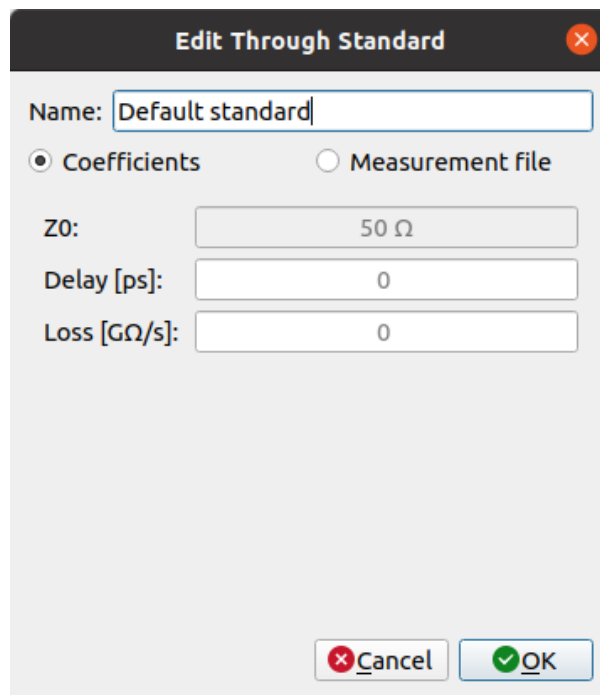 Edit Through Standard
Name: Default standard
Coefficients Measurement file
Z0: 50 Ω
Delay [ps]: 0
Loss [GΩ/s]: 0
Cancel OK